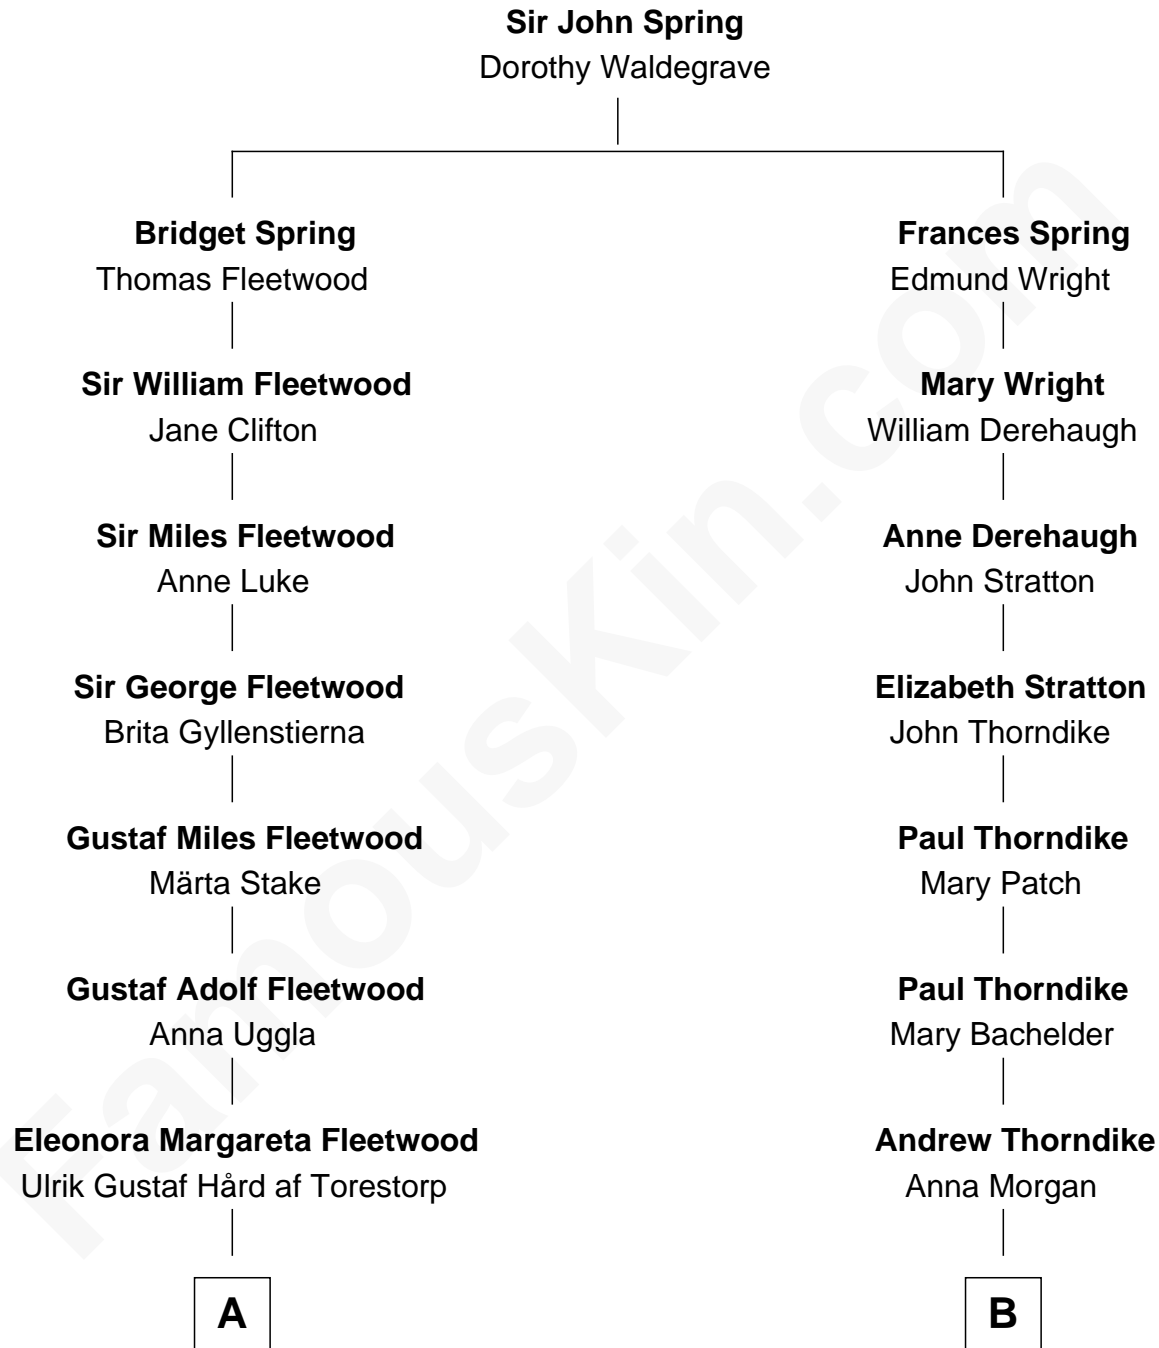 Sir John Spring
Dorothy Waldegrave
Bridget Spring
Thomas Fleetwood
Sir William Fleetwood
Jane Clifton
Sir Miles Fleetwood
Anne Luke
Sir George Fleetwood
Brita Gyllenstierna
Gustaf Miles Fleetwood
Märta Stake
Gustaf Adolf Fleetwood
Anna Uggla
Eleonora Margareta Fleetwood
Ulrik Gustaf Hård af Torestorp
A
Frances Spring
Edmund Wright
Mary Wright
William Derehaugh
Anne Derehaugh
John Stratton
Elizabeth Stratton
John Thorndike
Paul Thorndike
Mary Patch
Paul Thorndike
Mary Bachelder
Andrew Thorndike
Anna Morgan
B
FamousKin.com